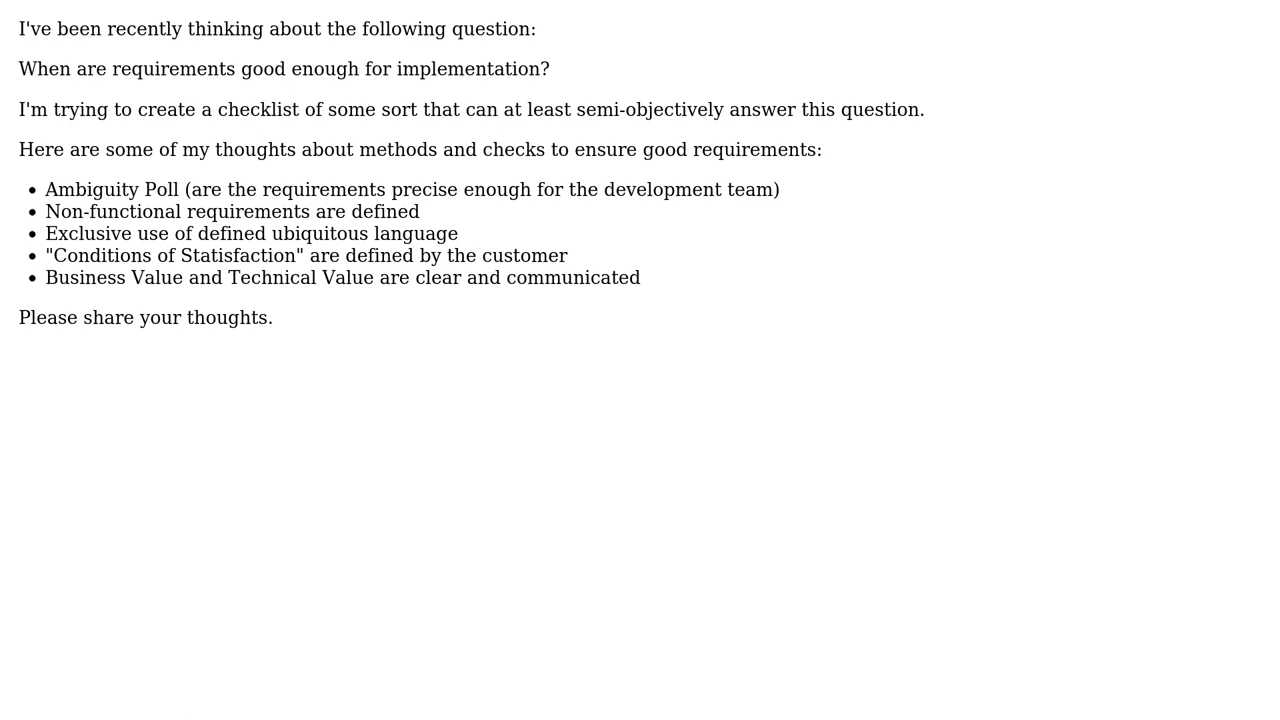 I've been recently thinking about the following question:
When are requirements good enough for implementation?
I'm trying to create a checklist of some sort that can at least semi-objectively answer this question.
Here are some of my thoughts about methods and checks to ensure good requirements:
• Ambiguity Poll (are the requirements precise enough for the development team)
• Non-functional requirements are defined
• Exclusive use of defined ubiquitous language
• "Conditions of Statisfaction" are defined by the customer
• Business Value and Technical Value are clear and communicated
Please share your thoughts.